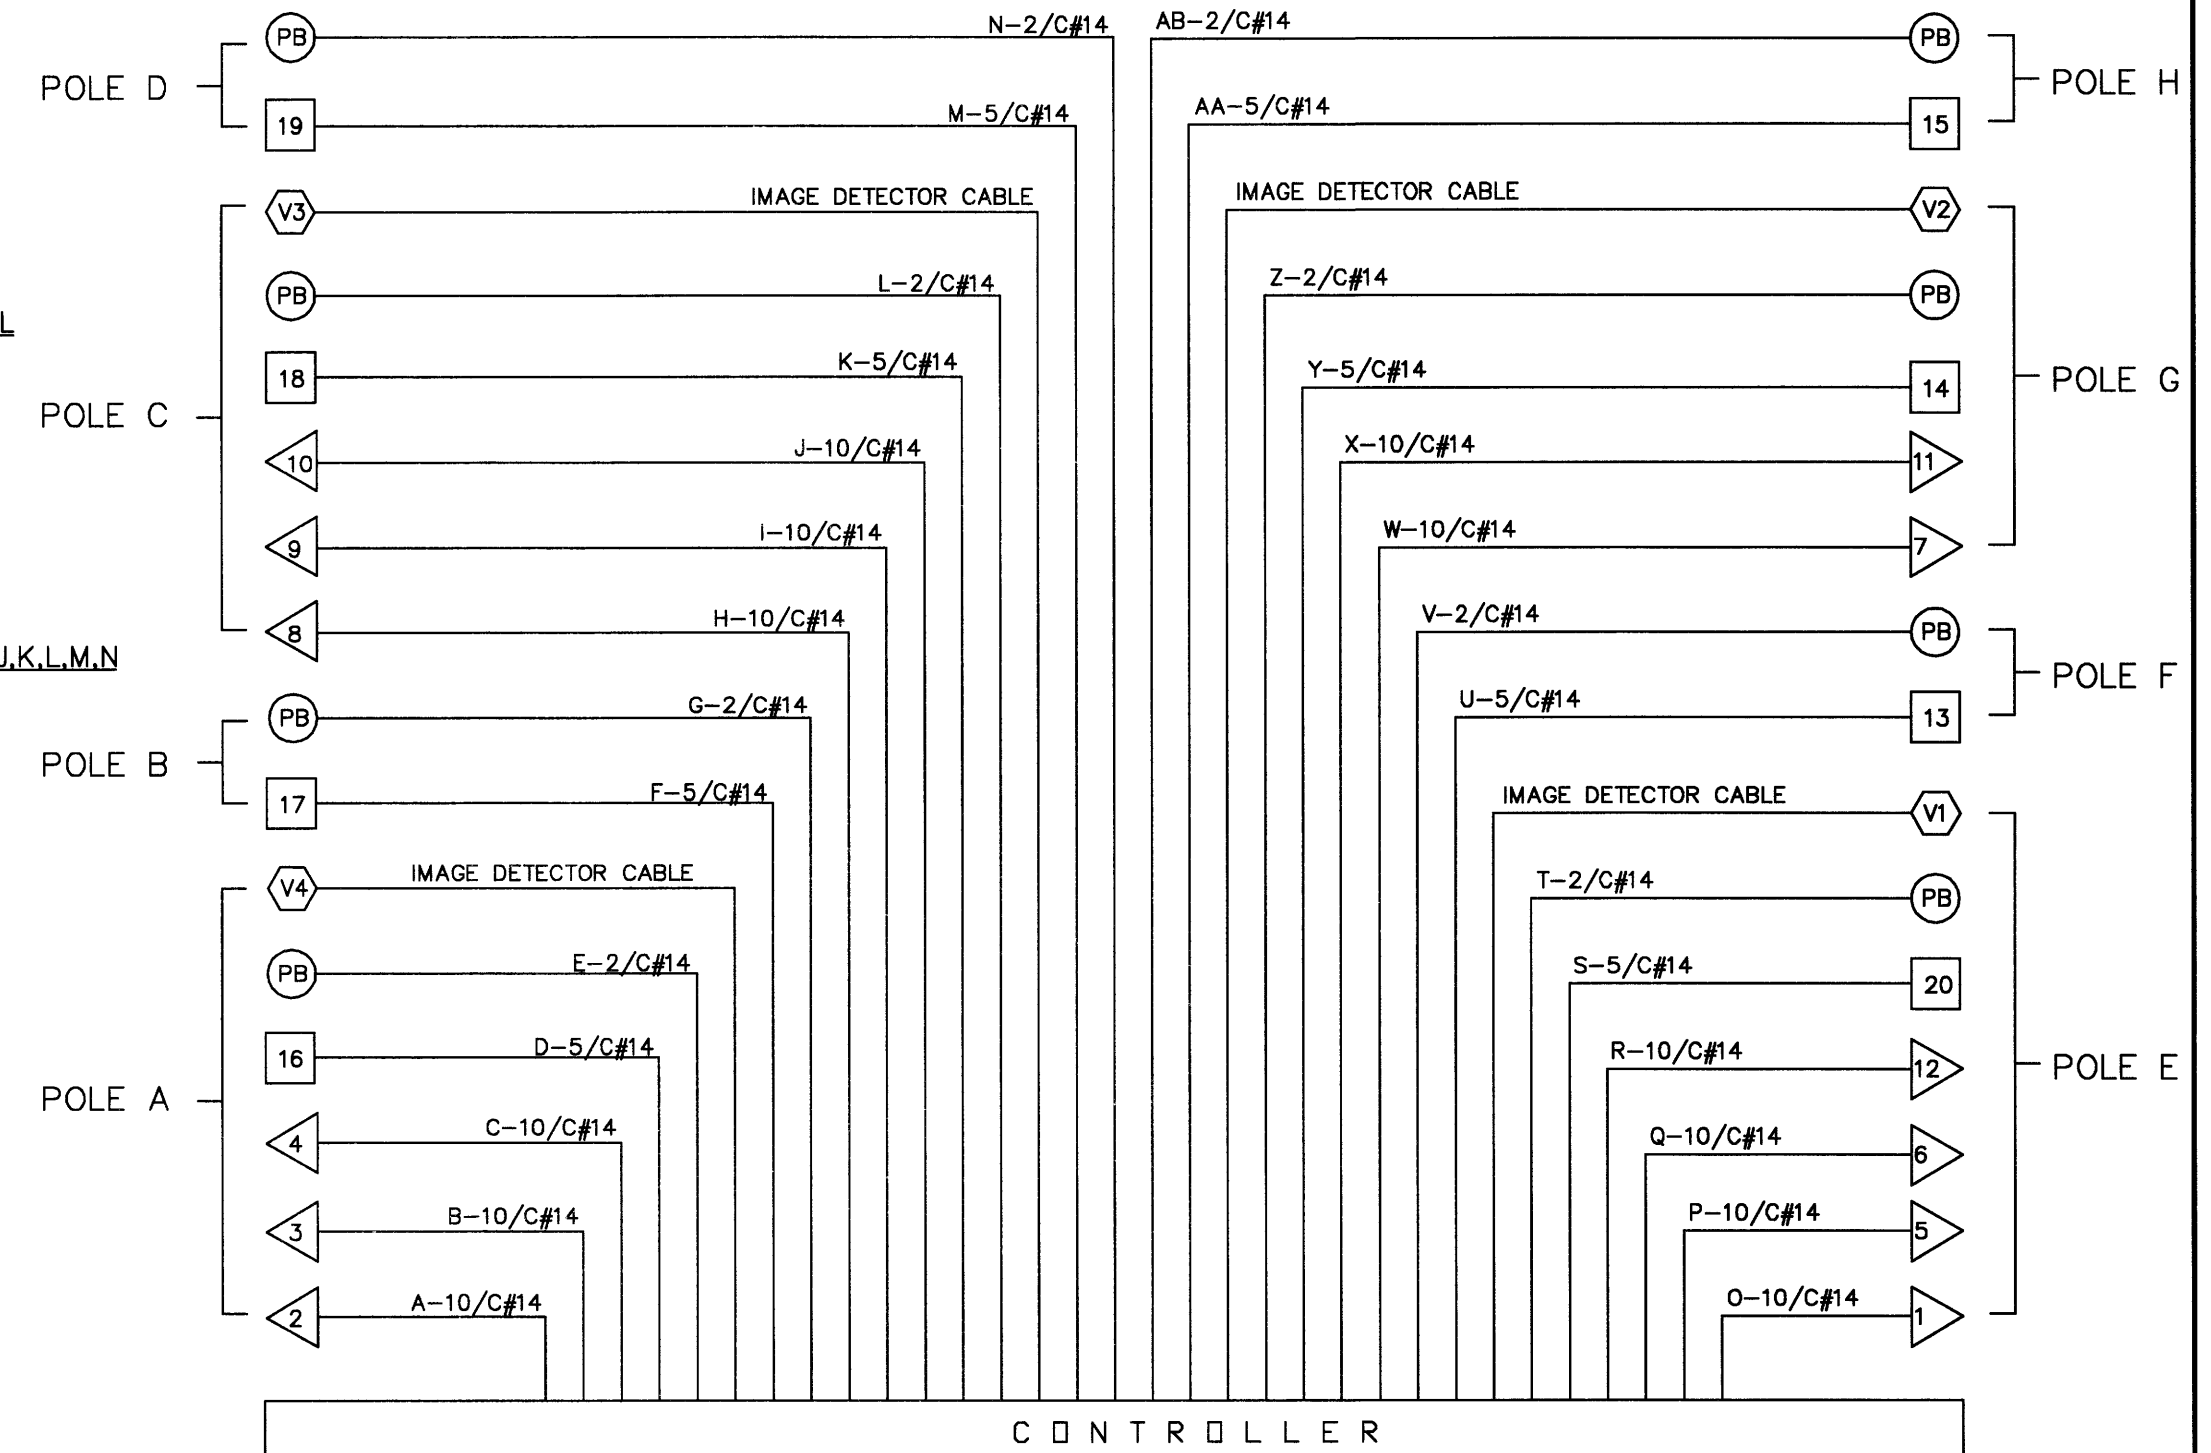 PB N-2/C#14 AB-2/C#14 PB
POLE D POLE H
19 M-5/C#14 AA-5/C#14 15
V3 IMAGE DETECTOR CABLE IMAGE DETECTOR CABLE V2
PB L-2/C#14 Z-2/C#14 PB
L
18 K-5/C#14 Y-5/C#14 14
POLE C POLE G
10 J-10/C#14 X-10/C#14 11
9 I-10/C#14 W-10/C#14 7
8 H-10/C#14 V-2/C#14 PB
J,K,L,M,N
POLE F
PB G-2/C#14 U-5/C#14 13
POLE B
17 F-5/C#14 IMAGE DETECTOR CABLE V1
V4 IMAGE DETECTOR CABLE T-2/C#14 PB
PB E-2/C#14 S-5/C#14 20
16 D-5/C#14 R-10/C#14 12
POLE A POLE E
4 C-10/C#14 Q-10/C#14 6
3 B-10/C#14 P-10/C#14 5
2 A-10/C#14 O-10/C#14 1
CONTROLLER